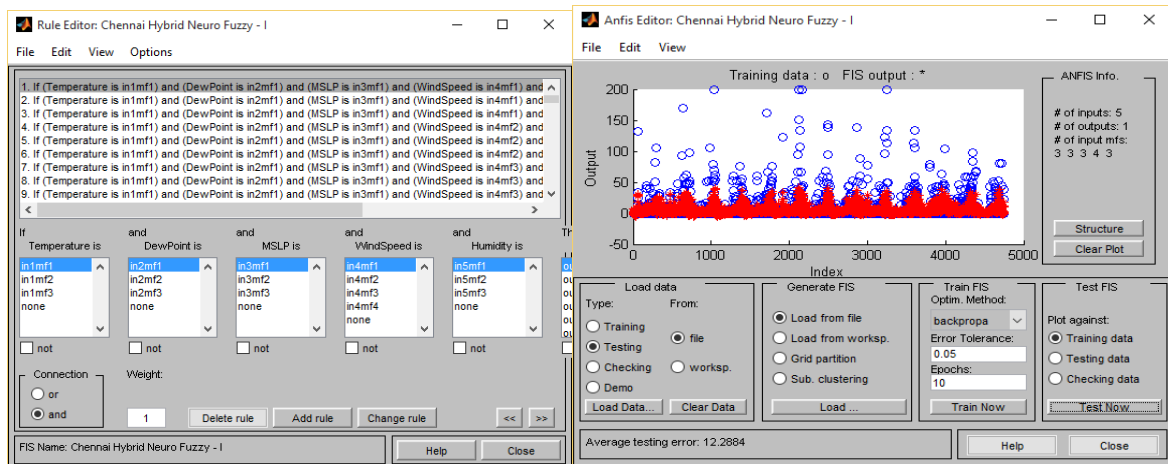 Rule Editor: Chennai Hybrid Neuro Fuzzy - I
File Edit View Options
1. If (Temperature is in1mf1) and (DewPoint is in2mf1) and (MSLP is in3mf1) and (WindSpeed is in4mf1) and
2. If (Temperature is in1mf1) and (DewPoint is in2mf1) and (MSLP is in3mf1) and (WindSpeed is in4mf1) and
3. If (Temperature is in1mf1) and (DewPoint is in2mf1) and (MSLP is in3mf1) and (WindSpeed is in4mf1) and
4. If (Temperature is in1mf1) and (DewPoint is in2mf1) and (MSLP is in3mf1) and (WindSpeed is in4mf2) and
5. If (Temperature is in1mf1) and (DewPoint is in2mf1) and (MSLP is in3mf1) and (WindSpeed is in4mf2) and
6. If (Temperature is in1mf1) and (DewPoint is in2mf1) and (MSLP is in3mf1) and (WindSpeed is in4mf2) and
7. If (Temperature is in1mf1) and (DewPoint is in2mf1) and (MSLP is in3mf1) and (WindSpeed is in4mf3) and
8. If (Temperature is in1mf1) and (DewPoint is in2mf1) and (MSLP is in3mf1) and (WindSpeed is in4mf3) and
9. If (Temperature is in1mf1) and (DewPoint is in2mf1) and (MSLP is in3mf1) and (WindSpeed is in4mf3) and
If and and and and Th
Temperature is DewPoint is MSLP is WindSpeed is Humidity is
in1mf1 in2mf1 in3mf1 in4mf1 in5mf1 ou
in1mf2 in2mf2 in3mf2 in4mf2 in5mf2 ou
in1mf3 in2mf3 in3mf3 in4mf3 in5mf3 ou
none none none in4mf4 none ou
none ou
not not not not not
Connection Weight:
or
and 1 Delete rule Add rule Change rule << >>
FIS Name: Chennai Hybrid Neuro Fuzzy - I Help Close
Anfis Editor: Chennai Hybrid Neuro Fuzzy - I
File Edit View
Training data : o FIS output : *
200
150
100
50
0
-50
Output
0 1000 2000 3000 4000 5000
Index
ANFIS Info.
# of inputs: 5
# of outputs: 1
# of input mfs:
3 3 3 4 3
Structure
Clear Plot
Load data
Type: From:
Training
Testing file
Checking worksp.
Demo
Load Data... Clear Data
Generate FIS
Load from file
Load from worksp.
Grid partition
Sub. clustering
Load ...
Train FIS
Optim. Method:
backpropa
Error Tolerance:
0.05
Epochs:
10
Train Now
Test FIS
Plot against:
Training data
Testing data
Checking data
Test Now
Average testing error: 12.2884 Help Close